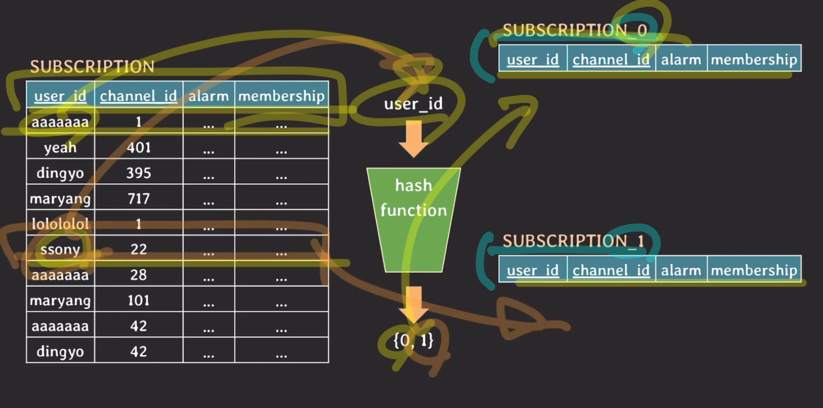 SUBSCRIPTION
user_id channel_id alarm membership
aaaaaaa 1 ... ...
yeah 401 ... ...
dingyo 395 ... ...
maryang 717 ... ...
lolololol 1 ... ...
ssony 22 ... ...
aaaaaaa 28 ... ...
maryang 101 ... ...
aaaaaaa 42 ... ...
dingyo 42 ... ...
user_id
hash
function
{0, 1}
SUBSCRIPTION_0
user_id channel_id alarm membership
SUBSCRIPTION_1
user_id channel_id alarm membership